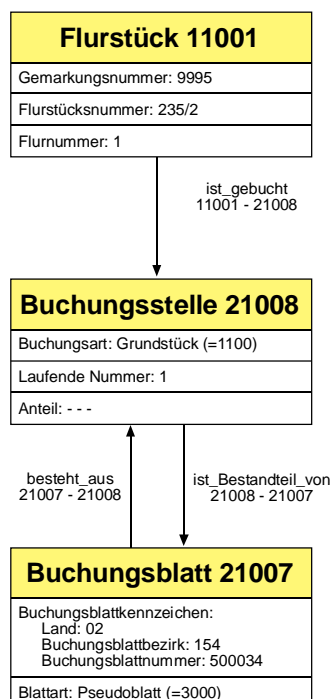 Flurstück 11001
Gemarkungsnummer: 9995
Flurstücksnummer: 235/2
Flurnummer: 1
ist_gebucht
11001 - 21008
Buchungsstelle 21008
Buchungsart: Grundstück (=1100)
Laufende Nummer: 1
Anteil: - - -
besteht_aus
21007 - 21008
ist_Bestandteil_von
21008 - 21007
Buchungsblatt 21007
Buchungsblattkennzeichen:
Land: 02
Buchungsblattbezirk: 154
Buchungsblattnummer: 500034
Blattart: Pseudoblatt (=3000)